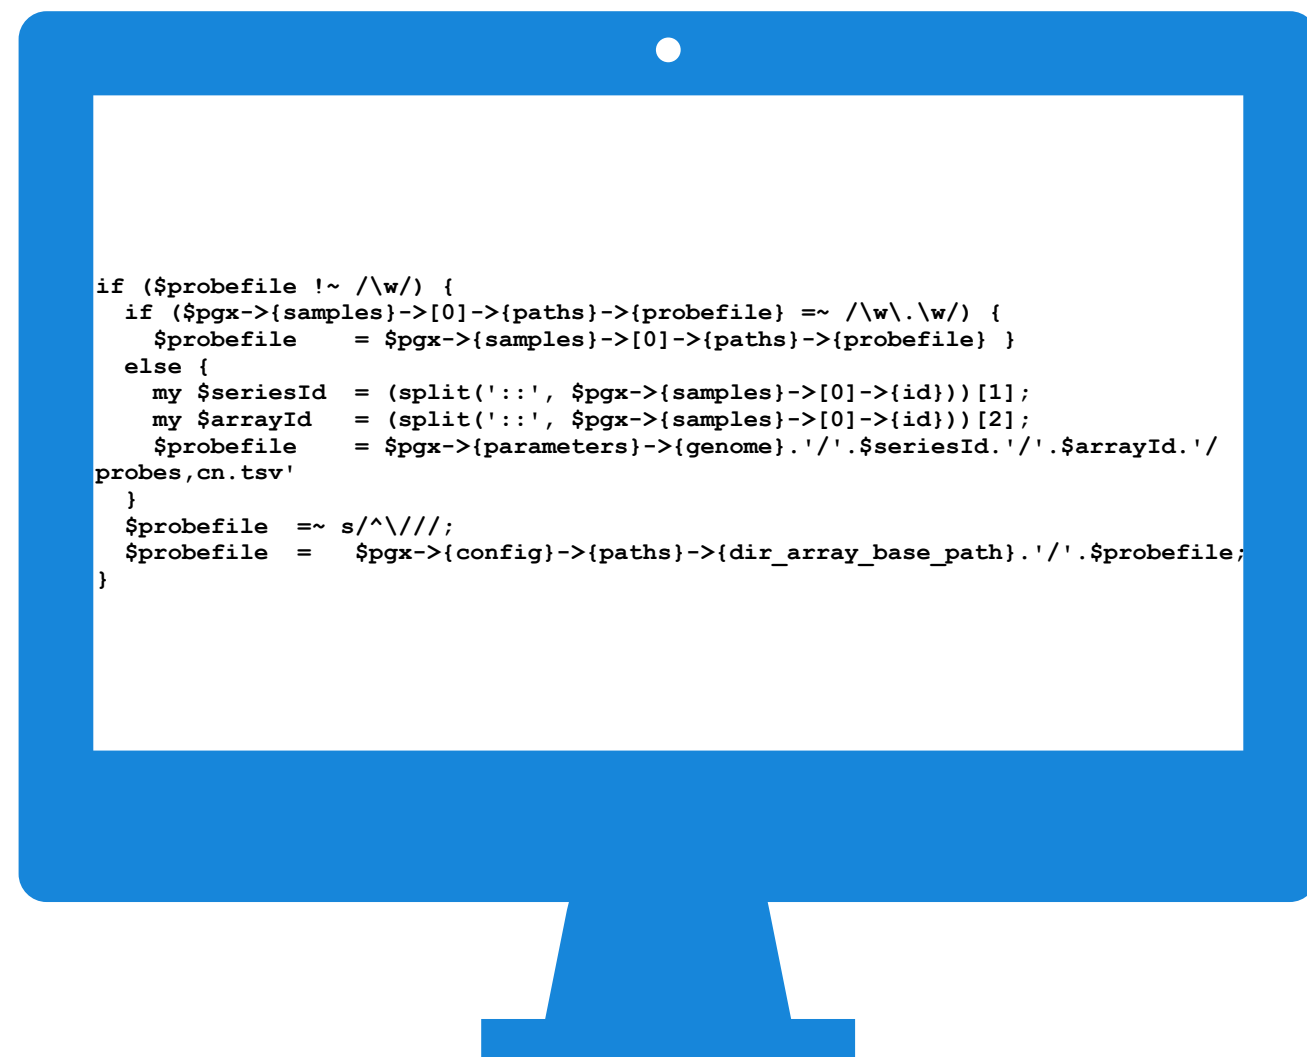 if ($probefile !~ /\w/) {
  if ($pgx->{samples}->[0]->{paths}->{probefile} =~ /\w\.\w/) {
    $probefile    = $pgx->{samples}->[0]->{paths}->{probefile} }
  else {
    my $seriesId  = (split('::', $pgx->{samples}->[0]->{id}))[1];
    my $arrayId   = (split('::', $pgx->{samples}->[0]->{id}))[2];
    $probefile    = $pgx->{parameters}->{genome}.'/'.$seriesId.'/'.$arrayId.'/
probes,cn.tsv'
  }
  $probefile  =~ s/^\///;
  $probefile  =   $pgx->{config}->{paths}->{dir_array_base_path}.'/'.$probefile;
}